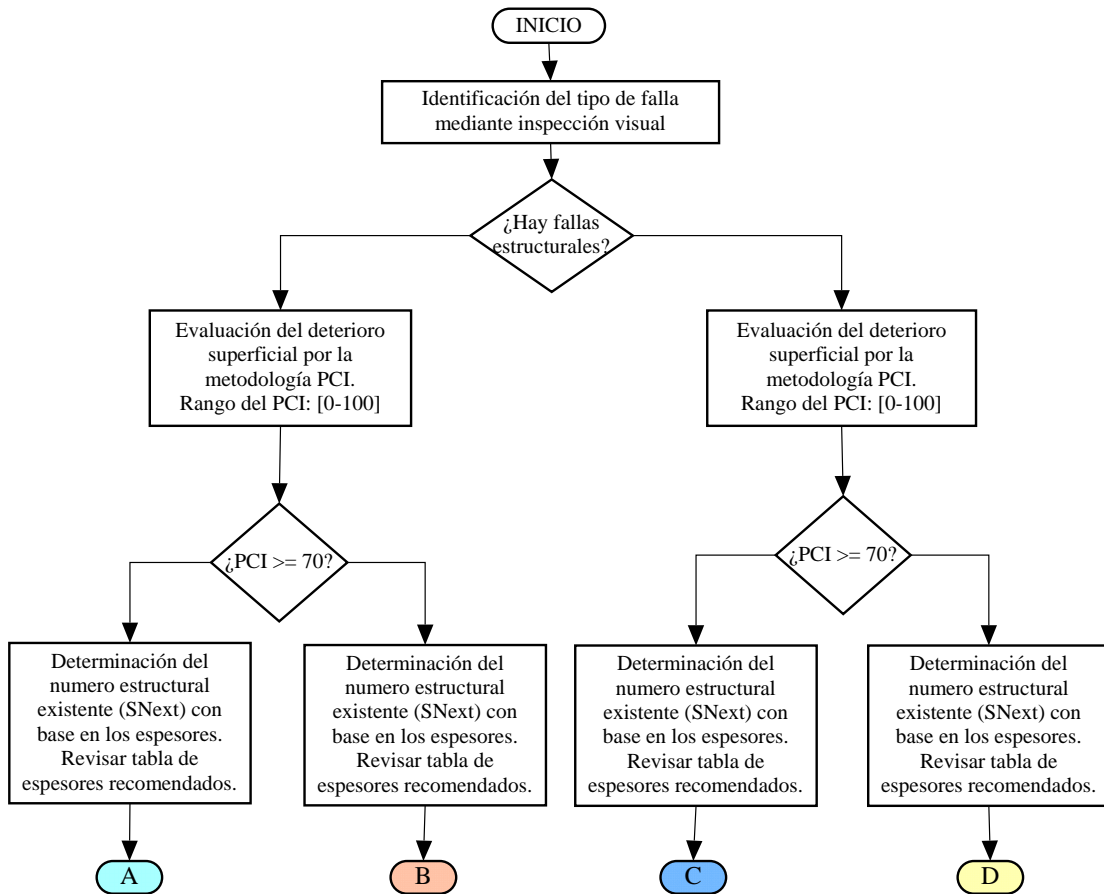 INICIO
Identificación del tipo de falla
mediante inspección visual
¿Hay fallas
estructurales?
Evaluación del deterioro
superficial por la
metodología PCI.
Rango del PCI: [0-100]
Evaluación del deterioro
superficial por la
metodología PCI.
Rango del PCI: [0-100]
¿PCI >= 70?
¿PCI >= 70?
Determinación del
numero estructural
existente (SNext) con
base en los espesores.
Revisar tabla de
espesores recomendados.
Determinación del
numero estructural
existente (SNext) con
base en los espesores.
Revisar tabla de
espesores recomendados.
Determinación del
numero estructural
existente (SNext) con
base en los espesores.
Revisar tabla de
espesores recomendados.
Determinación del
numero estructural
existente (SNext) con
base en los espesores.
Revisar tabla de
espesores recomendados.
A
B
C
D